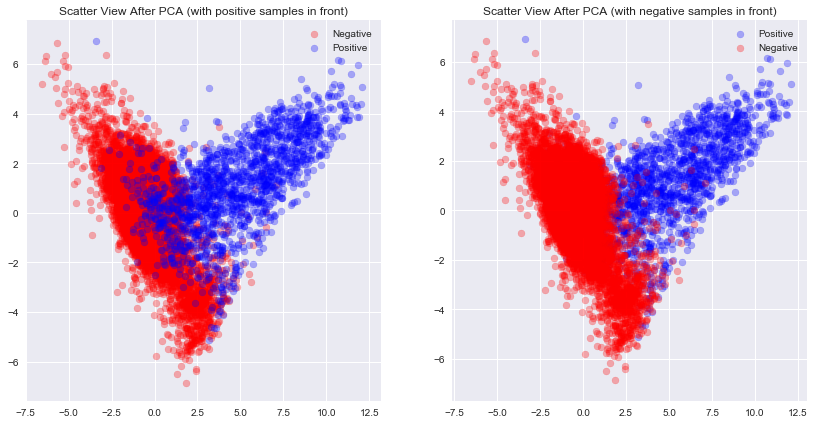 Scatter View After PCA (with positive samples in front)
Negative
Positive
6
4
2
0
−2
−4
−6
−7.5 −5.0 −2.5 0.0 2.5 5.0 7.5 10.0 12.5
Scatter View After PCA (with negative samples in front)
Positive
Negative
6
4
2
0
−2
−4
−6
−7.5 −5.0 −2.5 0.0 2.5 5.0 7.5 10.0 12.5